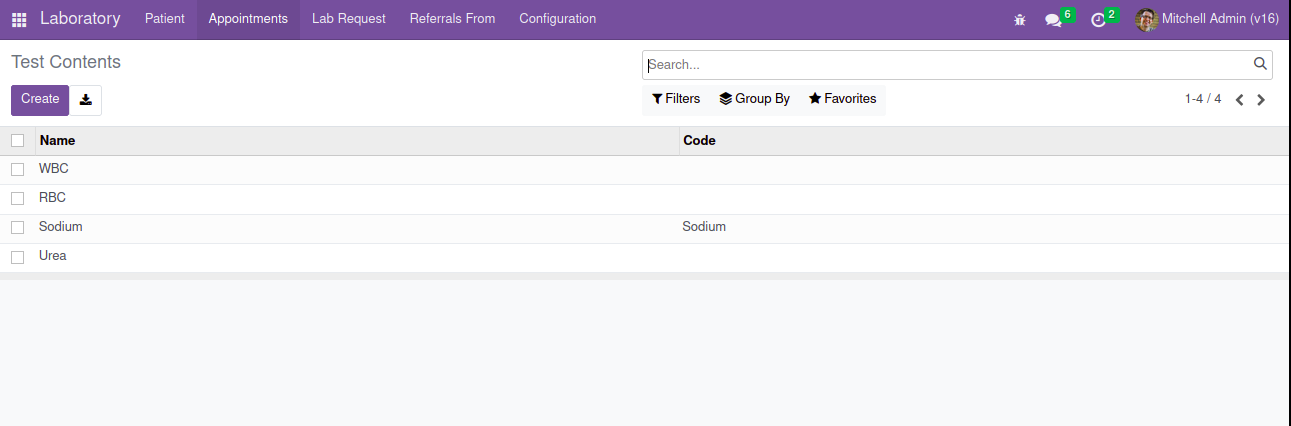 Laboratory Patient Appointments Lab Request Referrals From Configuration 6 2 Mitchell Admin (v16)
Test Contents Search...
Create Filters Group By Favorites 1-4 / 4
Name Code
WBC
RBC
Sodium Sodium
Urea